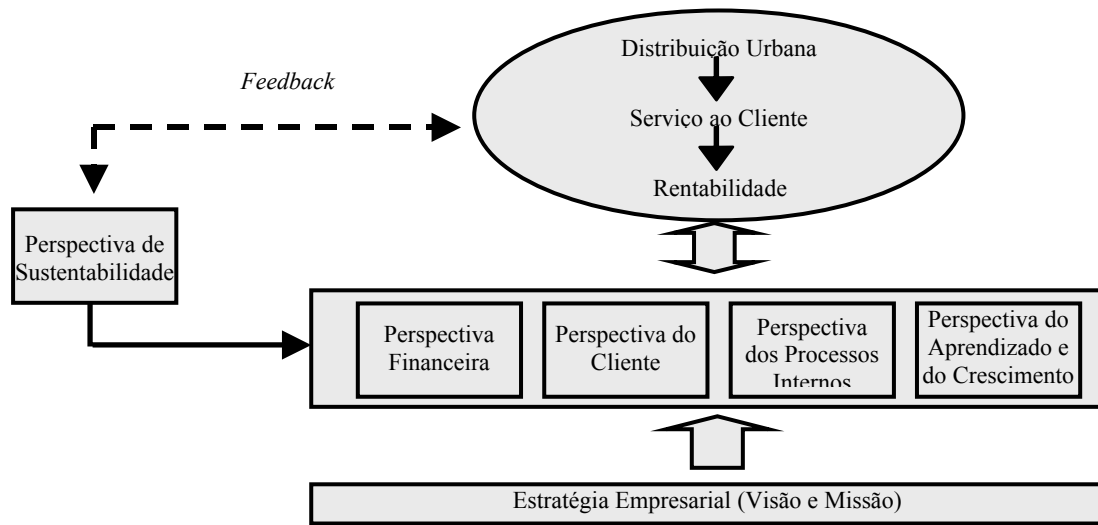 Distribuição Urbana
Feedback
Serviço ao Cliente
Rentabilidade
Perspectiva de
Sustentabilidade
Perspectiva
Financeira
Perspectiva do
Cliente
Perspectiva
dos Processos
Internos
Perspectiva do
Aprendizado e
do Crescimento
Estratégia Empresarial (Visão e Missão)